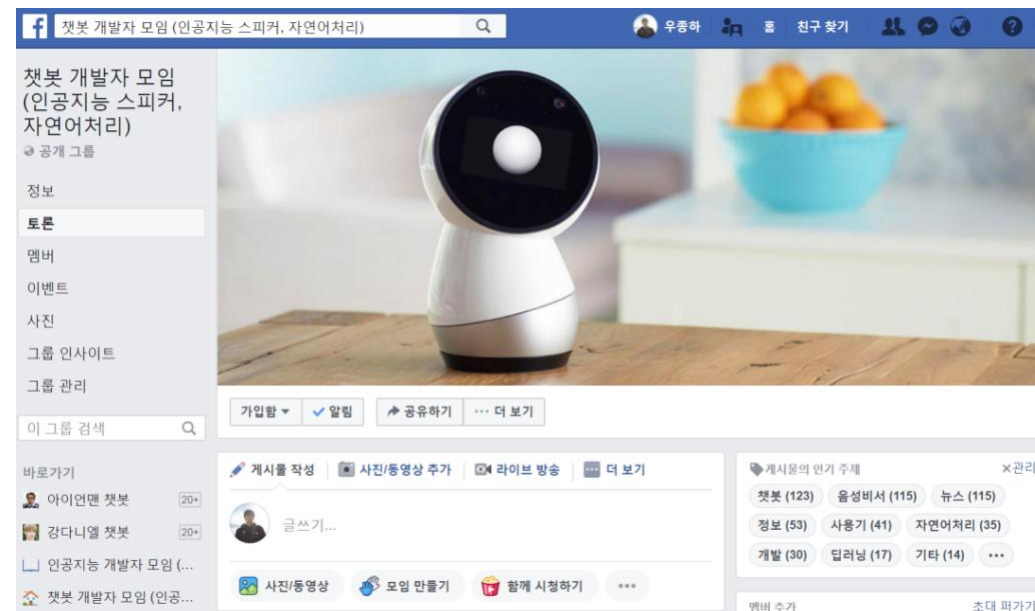 챗봇 개발자 모임 (인공지능 스피커, 자연어처리)
우종하
홈
친구 찾기
챗봇 개발자 모임
(인공지능 스피커,
자연어처리)
공개 그룹
정보
토론
멤버
이벤트
사진
그룹 인사이트
그룹 관리
이 그룹 검색
바로가기
아이언맨 챗봇 20+
강다니엘 챗봇 20+
인공지능 개발자 모임 (...
챗봇 개발자 모임 (인공...
가입함 알림 공유하기 ··· 더 보기
게시물 작성 사진/동영상 추가 라이브 방송 더 보기
글쓰기...
사진/동영상 모임 만들기 함께 시청하기
게시물의 인기 주제 ×관리
챗봇 (123) 음성비서 (115) 뉴스 (115)
정보 (53) 사용기 (41) 자연어처리 (35)
개발 (30) 딥러닝 (17) 기타 (14) ···
멤버 추가 초대 퍼가기